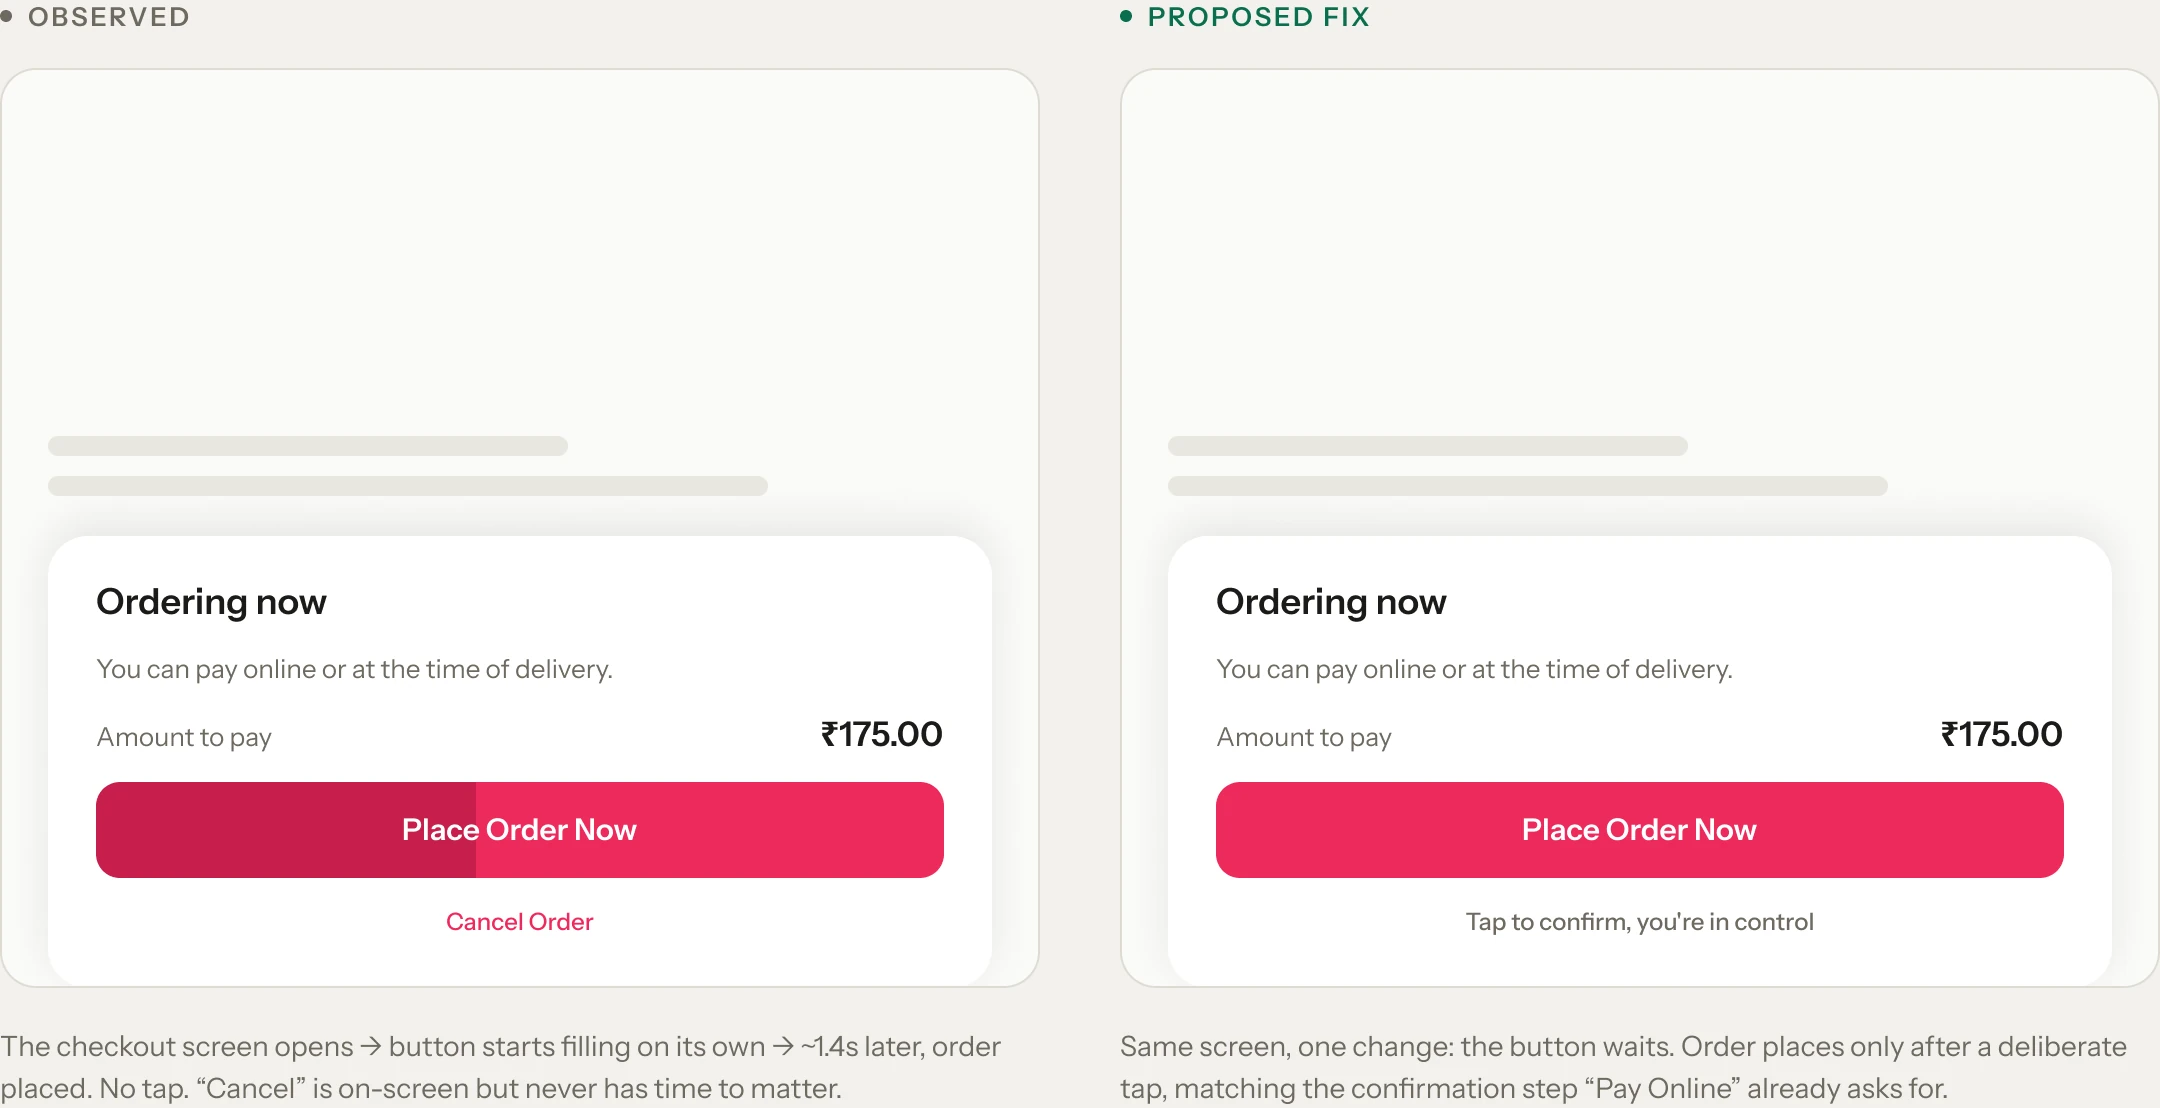 OBSERVED
Ordering now
You can pay online or at the time of delivery.
Amount to pay ₹175.00
Place Order Now
Cancel Order
The checkout screen opens → button starts filling on its own → ~1.4s later, order
placed. No tap. “Cancel” is on-screen but never has time to matter.
PROPOSED FIX
Ordering now
You can pay online or at the time of delivery.
Amount to pay ₹175.00
Place Order Now
Tap to confirm, you're in control
Same screen, one change: the button waits. Order places only after a deliberate
tap, matching the confirmation step “Pay Online” already asks for.